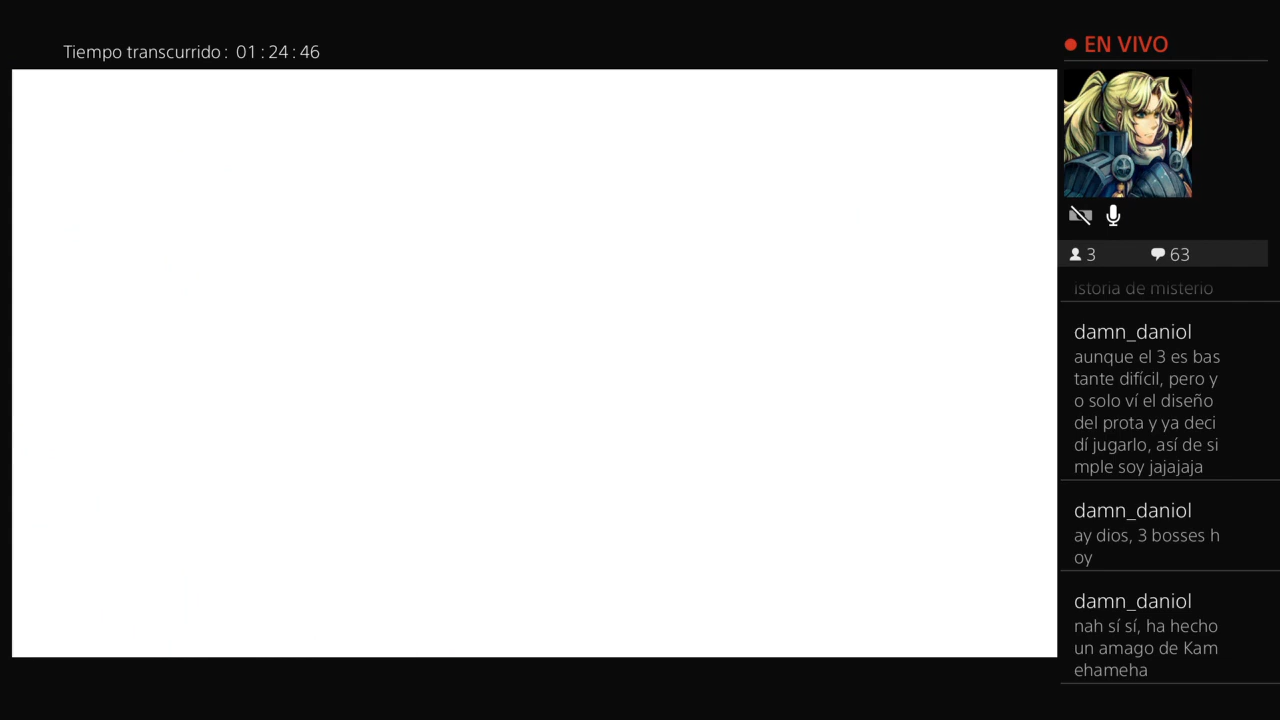 Tiempo transcurrido : 01 : 24 : 46
EN VIVO
3 63
istoria de misterio
damn_daniol
aunque el 3 es bas
tante difícil, pero y
o solo ví el diseño
del prota y ya deci
dí jugarlo, así de si
mple soy jajajaja
damn_daniol
ay dios, 3 bosses h
oy
damn_daniol
nah sí sí, ha hecho
un amago de Kam
ehameha